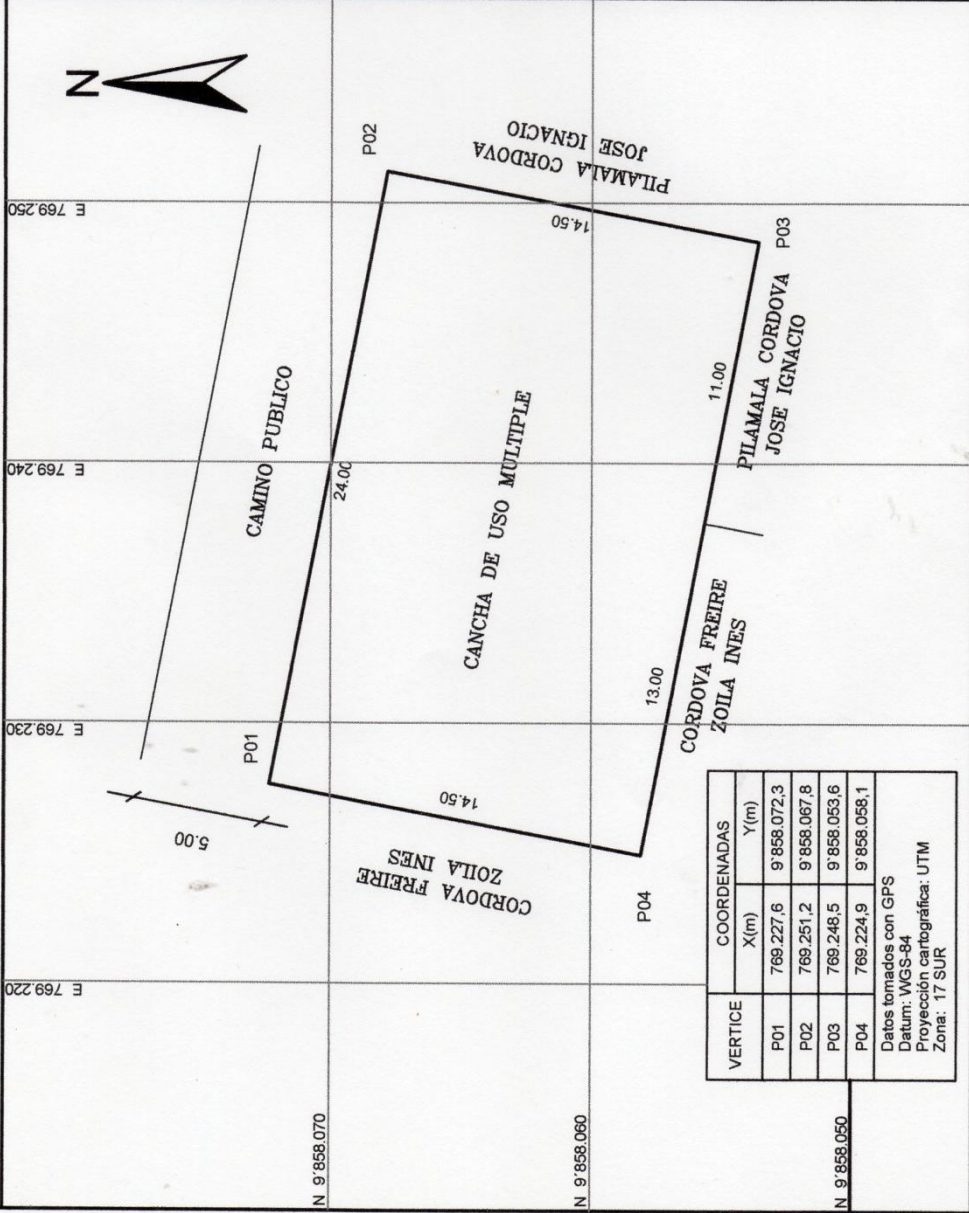 N
E 769.220
E 769.230
E 769.240
E 769.250
N 9'858.070
N 9'858.060
N 9'858.050
CAMINO PUBLICO
5.00
P01
P02
P03
P04
24.00
14.50
14.50
11.00
13.00
CANCHA DE USO MULTIPLE
PILAMALA CORDOVA
JOSE IGNACIO
PILAMALA CORDOVA
JOSE IGNACIO
CORDOVA FREIRE
ZOILA INES
CORDOVA FREIRE
ZOILA INES
VERTICE COORDENADAS
X(m) Y(m)
P01 769.227,6 9'858.072,3
P02 769.251,2 9'858.067,8
P03 769.248,5 9'858.053,6
P04 769.224,9 9'858.058,1
Datos tomados con GPS
Datum: WGS-84
Proyección cartográfica: UTM
Zona: 17 SUR